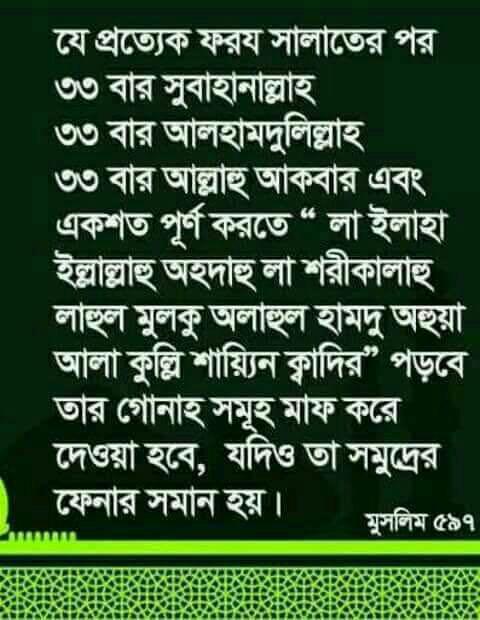 যে প্রত্যেক ফরয সালাতের পর
৩৩ বার সুবাহানাল্লাহ
৩৩ বার আলহামদুলিল্লাহ
৩৩ বার আল্লাহু আকবার এবং
একশত পূর্ণ করতে “ লা ইলাহা
ইল্লাল্লাহু অহদাহু লা শরীকালাহু
লাহুল মুলকু অলাহুল হামদু অহুয়া
আলা কুল্লি শায়্যিন ক্বাদির” পড়বে
তার গোনাহ সমূহ মাফ করে
দেওয়া হবে, যদিও তা সমুদ্রের
ফেনার সমান হয়।
মুসলিম ৫৯৭